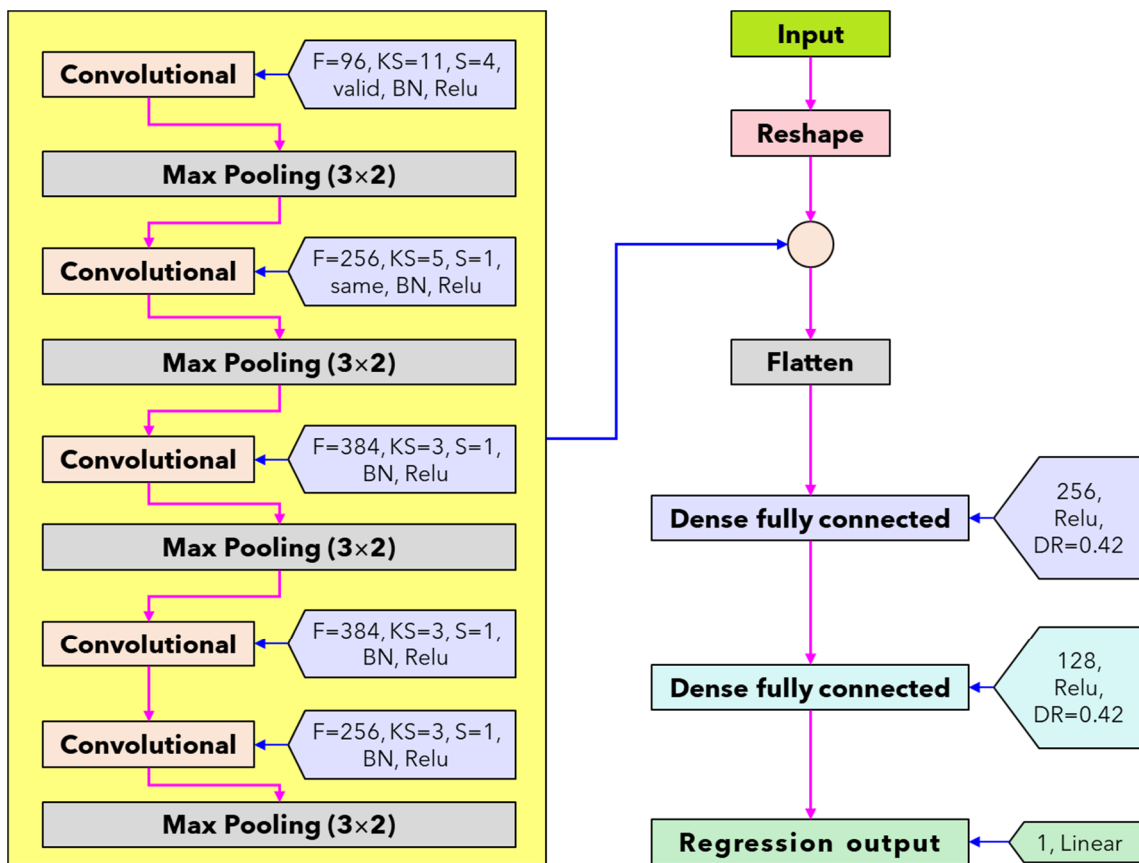 Convolutional
F=96, KS=11, S=4,
valid, BN, Relu
Max Pooling (3×2)
Convolutional
F=256, KS=5, S=1,
same, BN, Relu
Max Pooling (3×2)
Convolutional
F=384, KS=3, S=1,
BN, Relu
Max Pooling (3×2)
Convolutional
F=384, KS=3, S=1,
BN, Relu
Convolutional
F=256, KS=3, S=1,
BN, Relu
Max Pooling (3×2)
Input
Reshape
Flatten
Dense fully connected
256,
Relu,
DR=0.42
Dense fully connected
128,
Relu,
DR=0.42
Regression output
1, Linear